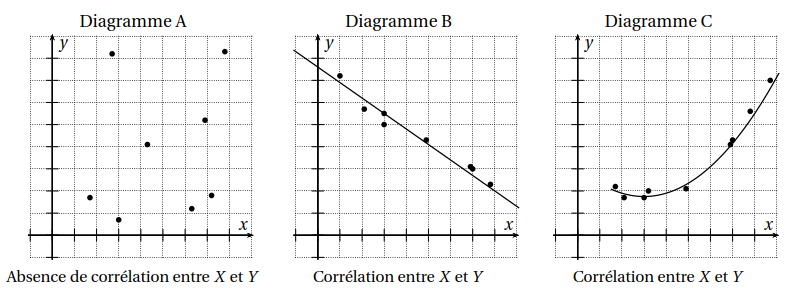 Diagramme A
Diagramme B
Diagramme C
y
y
y
x
x
x
Absence de corrélation entre X et Y
Corrélation entre X et Y
Corrélation entre X et Y